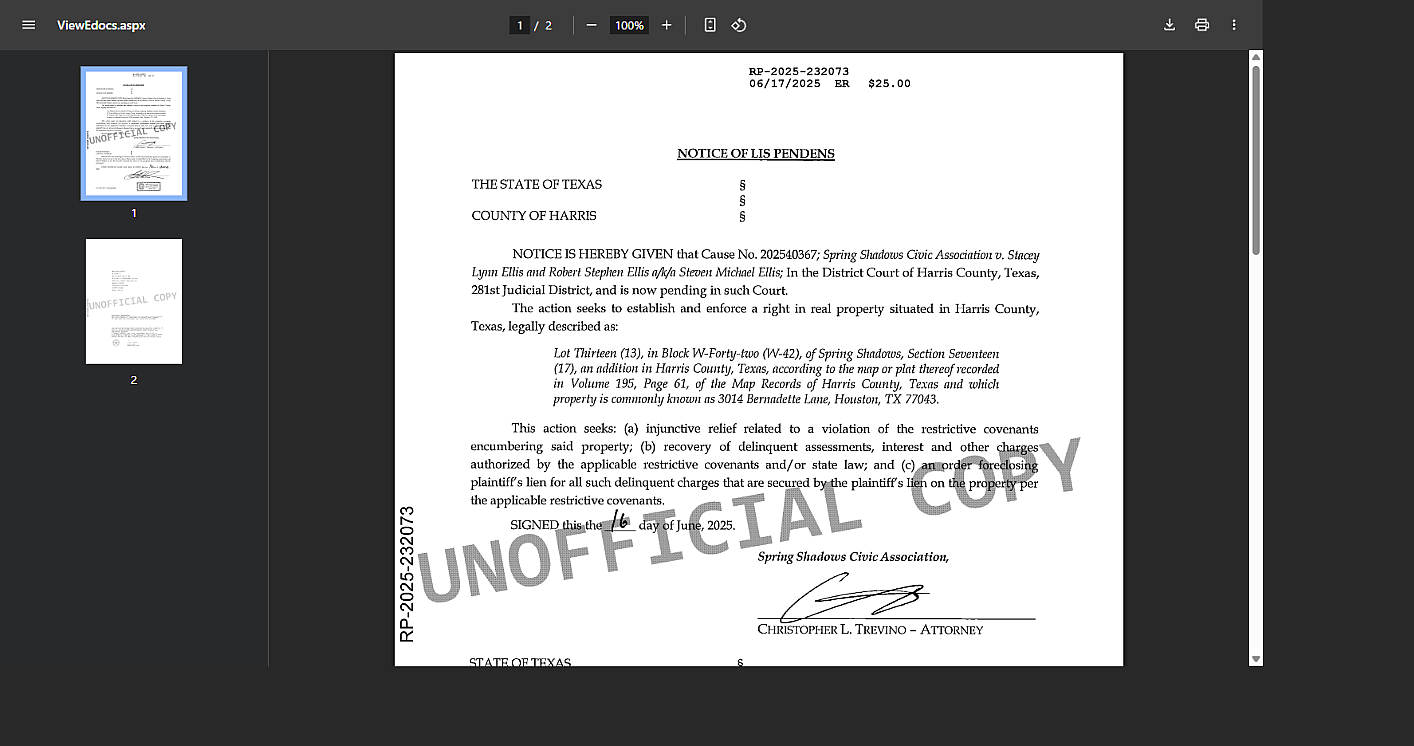 ViewEdocs.aspx
1 / 2
100%
1
2
RP-2025-232073
06/17/2025 ER $25.00
NOTICE OF LIS PENDENS
THE STATE OF TEXAS §
§
COUNTY OF HARRIS §
NOTICE IS HEREBY GIVEN that Cause No. 202540367; Spring Shadows Civic Association v. Stacey
Lynn Ellis and Robert Stephen Ellis a/k/a Steven Michael Ellis; In the District Court of Harris County, Texas,
281st Judicial District, and is now pending in such Court.
The action seeks to establish and enforce a right in real property situated in Harris County,
Texas, legally described as:
Lot Thirteen (13), in Block W-Forty-two (W-42), of Spring Shadows, Section Seventeen
(17), an addition in Harris County, Texas, according to the map or plat thereof recorded
in Volume 195, Page 61, of the Map Records of Harris County, Texas and which
property is commonly known as 3014 Bernadette Lane, Houston, TX 77043.
This action seeks: (a) injunctive relief related to a violation of the restrictive covenants
encumbering said property; (b) recovery of delinquent assessments, interest and other charges
authorized by the applicable restrictive covenants and/or state law; and (c) an order foreclosing
plaintiff's lien for all such delinquent charges that are secured by the plaintiff's lien on the property per
the applicable restrictive covenants.
SIGNED this the 16 day of June, 2025.
Spring Shadows Civic Association,
CHRISTOPHER L. TREVINO – ATTORNEY
STATE OF TEXAS §
RP-2025-232073
UNOFFICIAL COPY
UNOFFICIAL COPY
UNOFFICIAL COPY